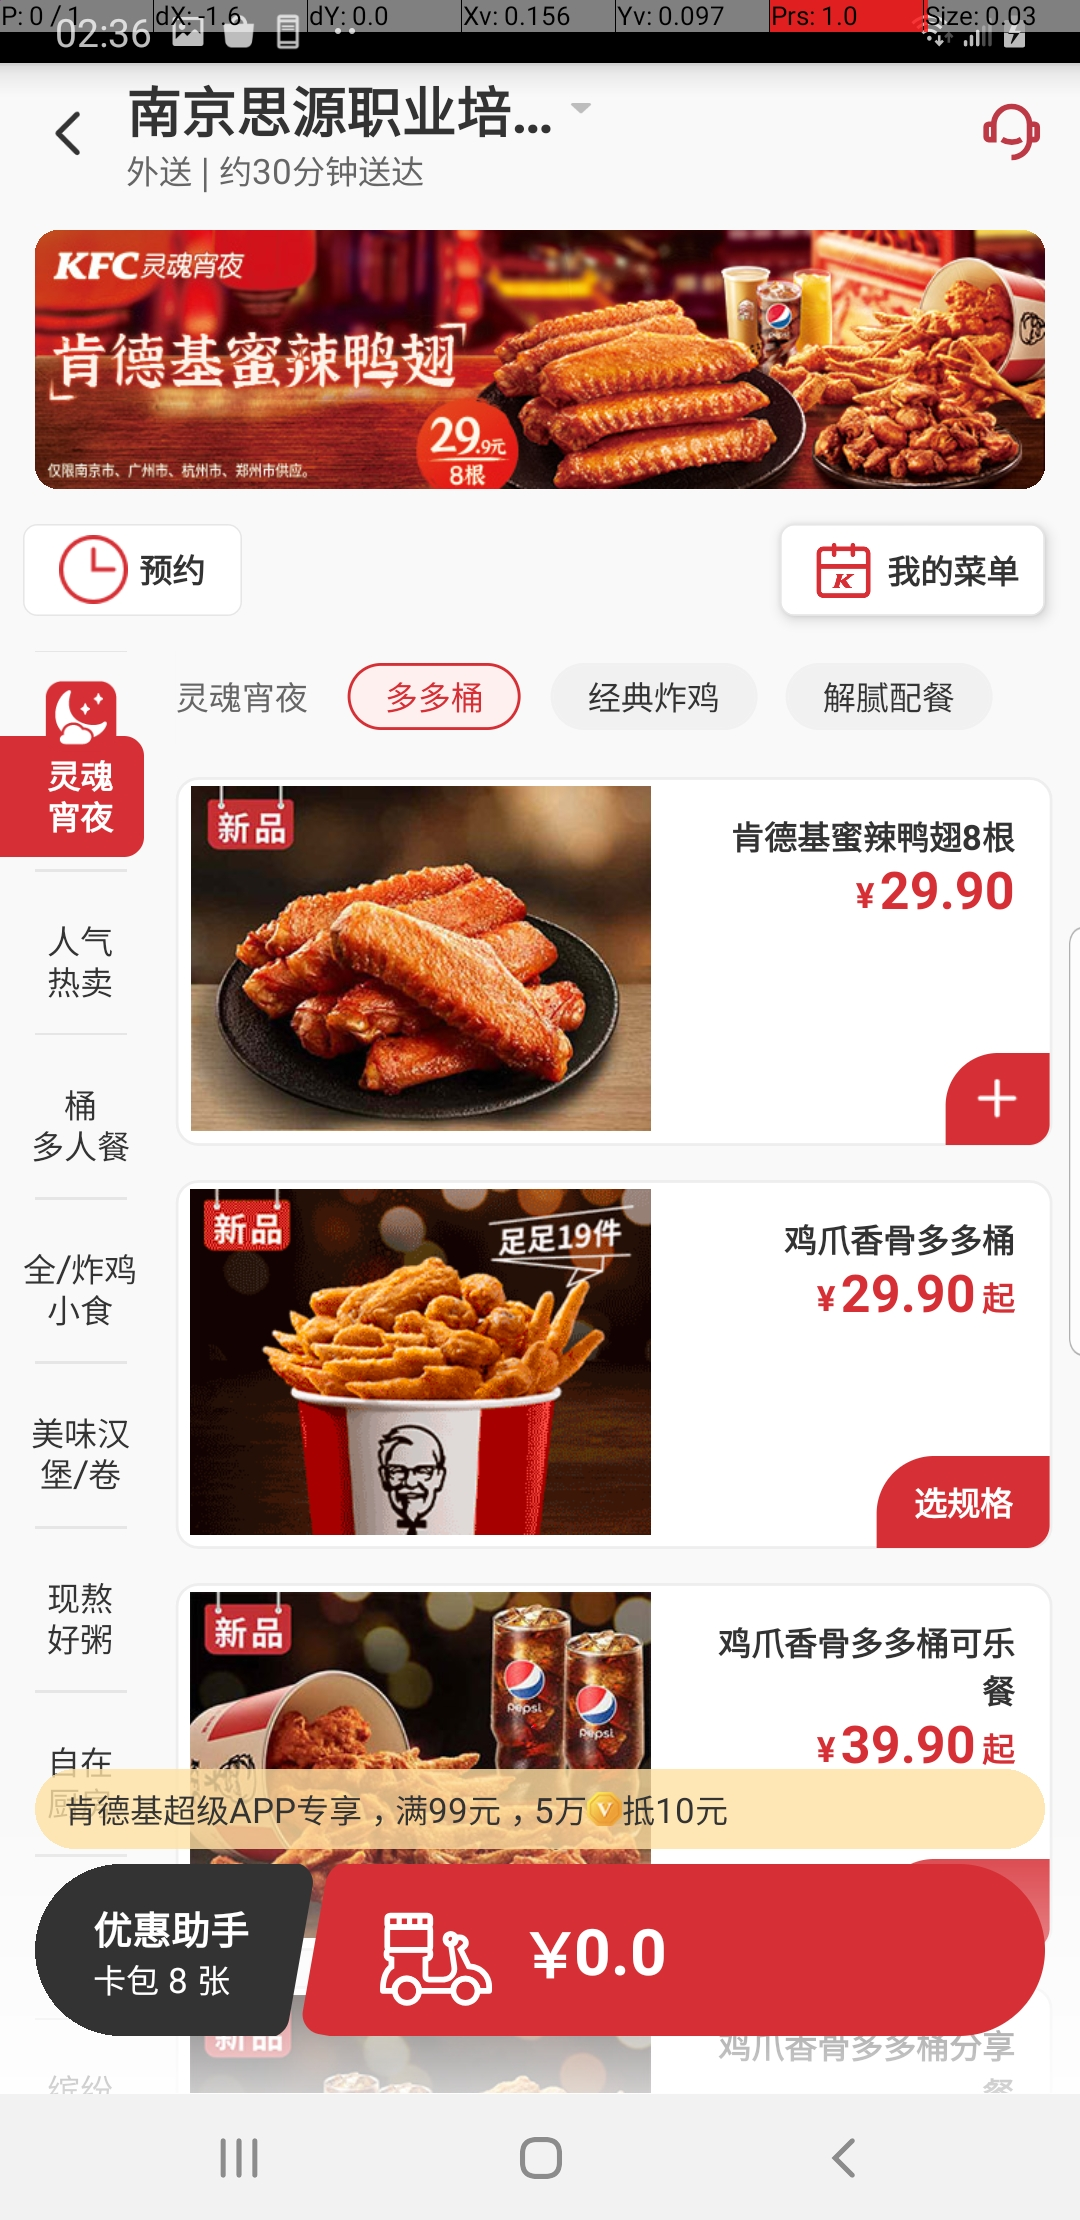 P: 0 / 1 dX: -1.6 dY: 0.0 Xv: 0.156 Yv: 0.097 Prs: 1.0 Size: 0.03
02:36
南京思源职业培...
外送 | 约30分钟送达
KFC灵魂宵夜
肯德基蜜辣鸭翅
29.9元
8根
仅限南京市、广州市、杭州市、郑州市供应。
预约
我的菜单
灵魂宵夜 多多桶 经典炸鸡 解腻配餐
灵魂
宵夜
人气
热卖
桶
多人餐
全/炸鸡
小食
美味汉
堡/卷
现熬
好粥
自在
缤纷
新品
肯德基蜜辣鸭翅8根
¥29.90
新品
足足19件
鸡爪香骨多多桶
¥29.90起
选规格
新品
pepsi
pepsi
鸡爪香骨多多桶可乐
餐
¥39.90起
肯德基超级APP专享，满99元，5万V抵10元
优惠助手
卡包 8 张
¥0.0
新品
鸡爪香骨多多桶分享
餐